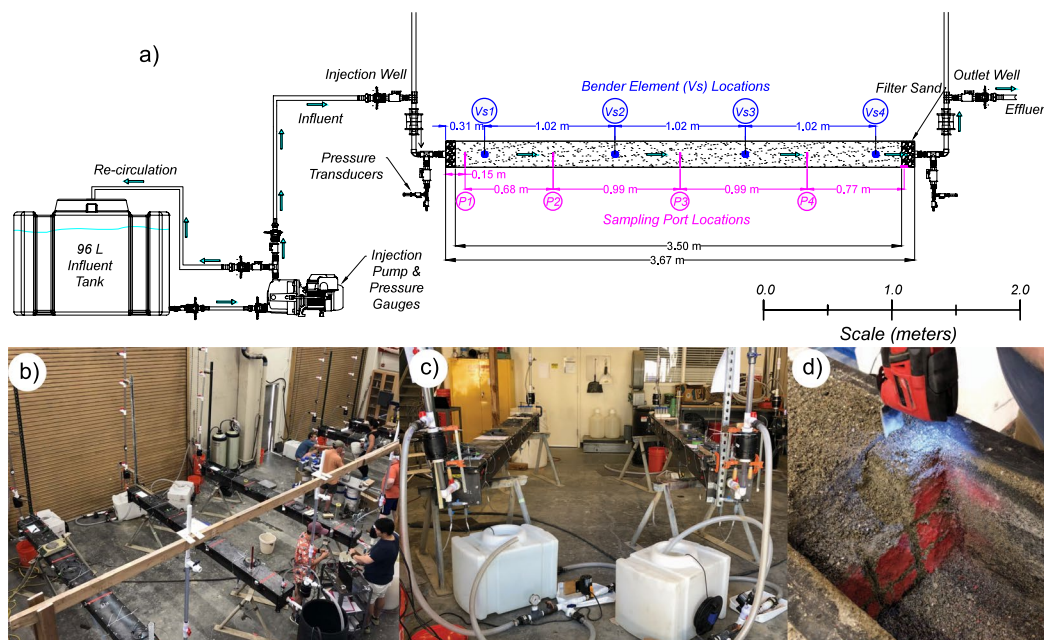 a)
Injection Well
Bender Element (Vs) Locations
Filter Sand
Outlet Well
Effluent
Vs1
Vs2
Vs3
Vs4
0.31 m
1.02 m
1.02 m
1.02 m
Influent
Re-circulation
Pressure
Transducers
0.15 m
0.68 m
0.99 m
0.99 m
0.77 m
P1
P2
P3
P4
Sampling Port Locations
3.50 m
3,67 m
96 L
Influent
Tank
Injection
Pump &
Pressure
Gauges
0.0
1.0
2.0
Scale (meters)
b)
c)
d)